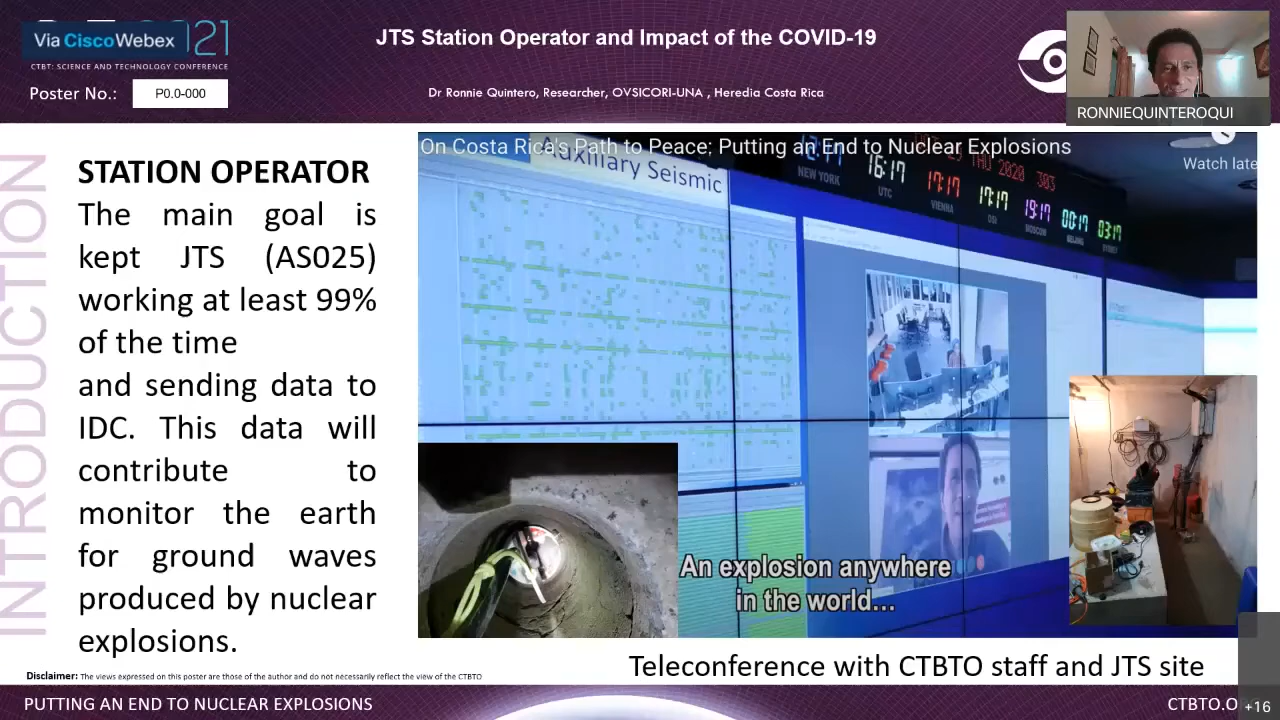 Via Cisco Webex
21
CTBT: SCIENCE AND TECHNOLOGY CONFERENCE
Poster No.:
P0.0-000
JTS Station Operator and Impact of the COVID-19
Dr Ronnie Quintero, Researcher, OVSICORI-UNA , Heredia Costa Rica
RONNIEQUINTEROQUI
INTRODUCTION
STATION OPERATOR
The main goal is
kept JTS (AS025)
working at least 99%
of the time
and sending data to
IDC. This data will
contribute to
monitor the earth
for ground waves
produced by nuclear
explosions.
On Costa Rica's Path to Peace: Putting an End to Nuclear Explosions
Watch late
Auxiliary Seismic
THU 2020 303
NEW YORK
16:17
UTC
17:17
VIENNA
17:17
OSI
19:17
MOSCOW
00:17
BEIJING
03:17
An explosion anywhere
in the world...
Teleconference with CTBTO staff and JTS site
Disclaimer: The views expressed on this poster are those of the author and do not necessarily reflect the view of the CTBTO
PUTTING AN END TO NUCLEAR EXPLOSIONS
CTBTO.O
+16